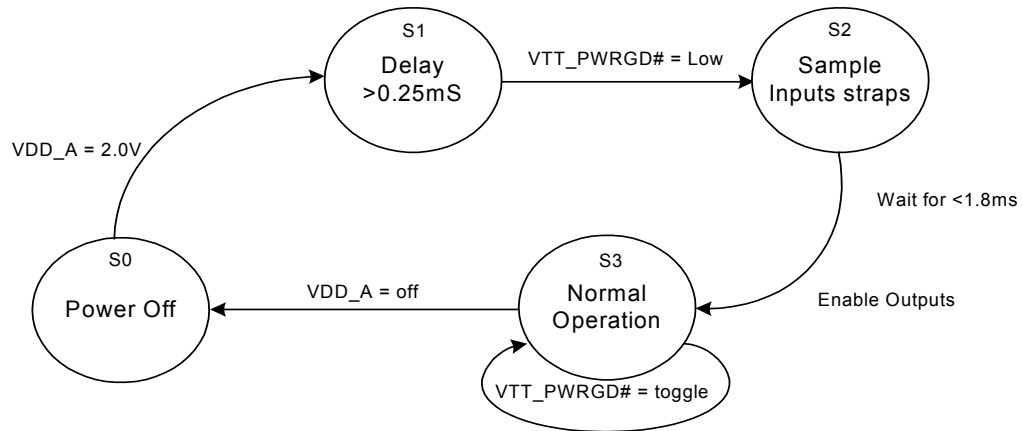 S1
Delay
>0.25mS
VTT_PWRGD# = Low
S2
Sample
Inputs straps
VDD_A = 2.0V
Wait for <1.8ms
S0
Power Off
VDD_A = off
S3
Normal
Operation
Enable Outputs
VTT_PWRGD# = toggle